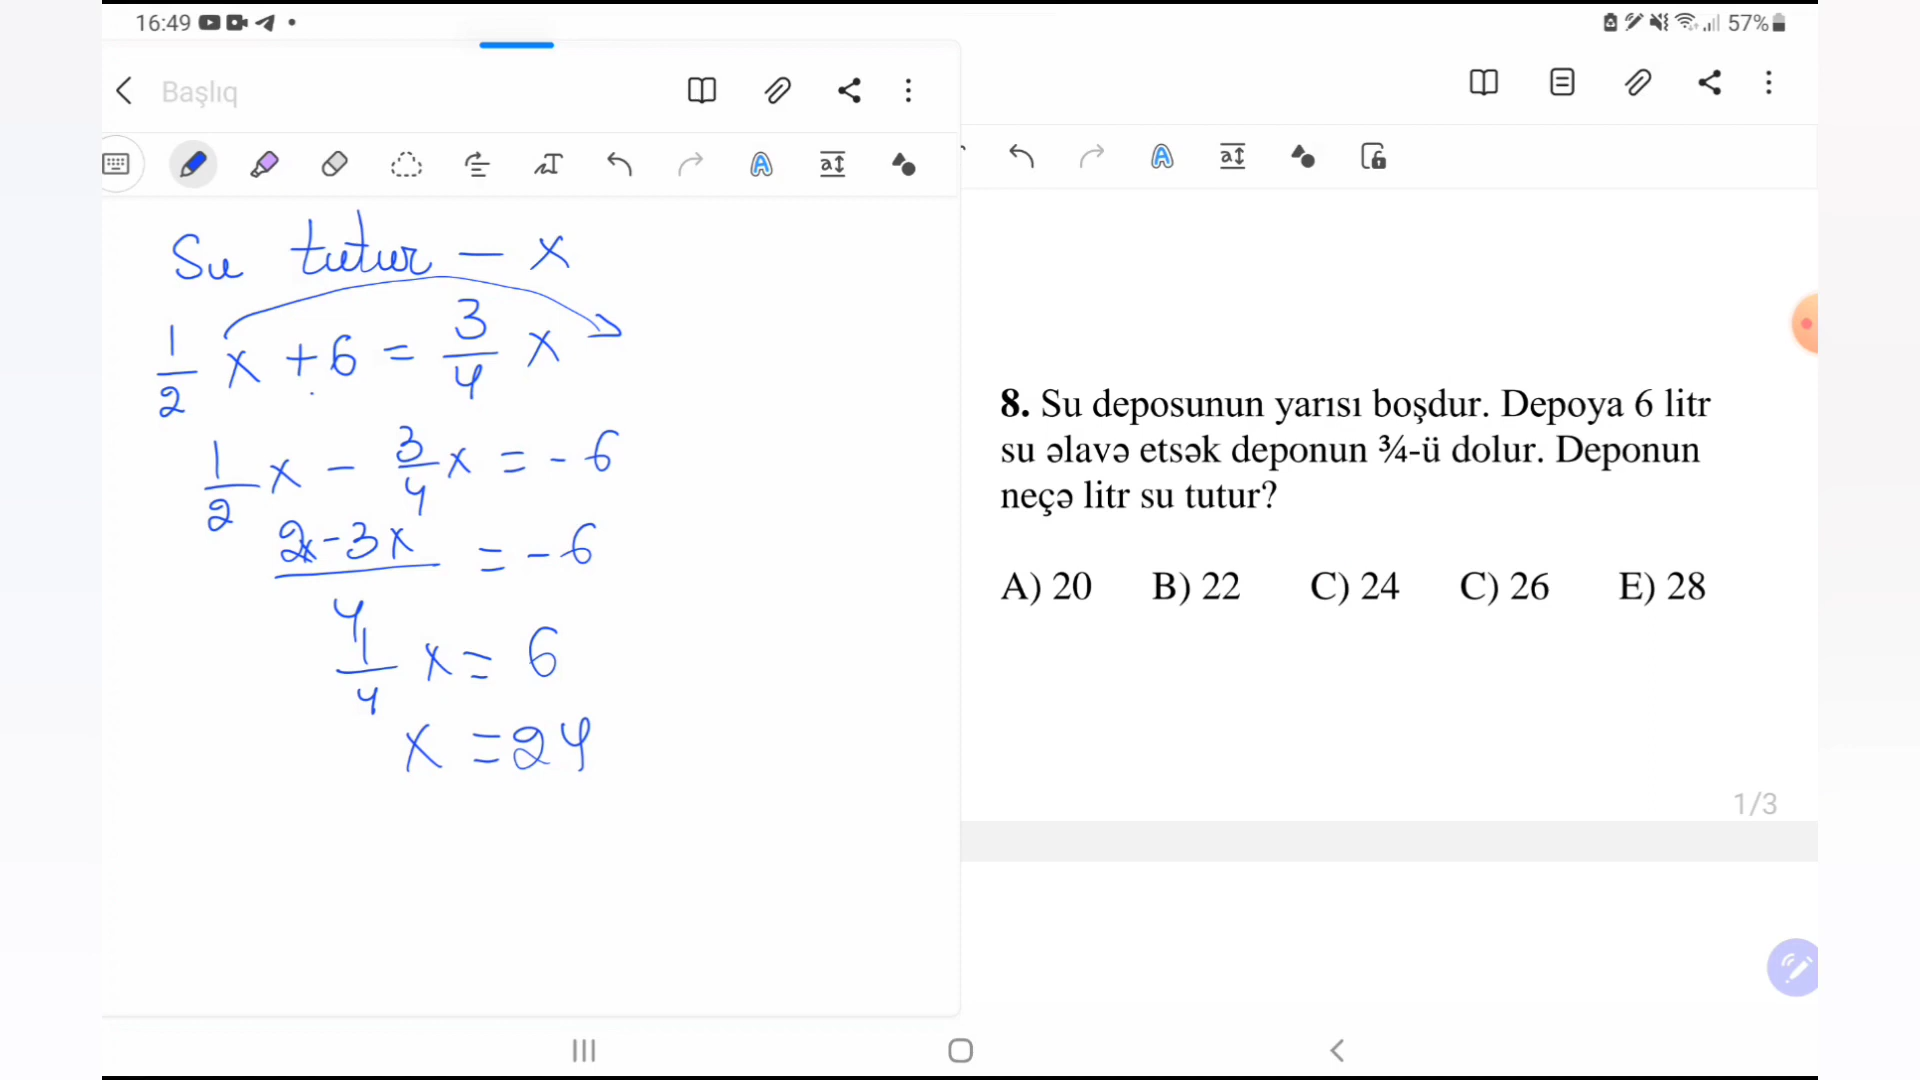 16:49
57%
Başlıq
Su tutur – x
1/2 x + 6 = 3/4 x
1/2 x – 3/4 x = - 6
2x - 3x / 4 = - 6
1/4 x = 6
x = 24
8. Su deposunun yarısı boşdur. Depoya 6 litr
su əlavə etsək deponun ¾-ü dolur. Deponun
neçə litr su tutur?
A) 20 B) 22 C) 24 C) 26 E) 28
1/3